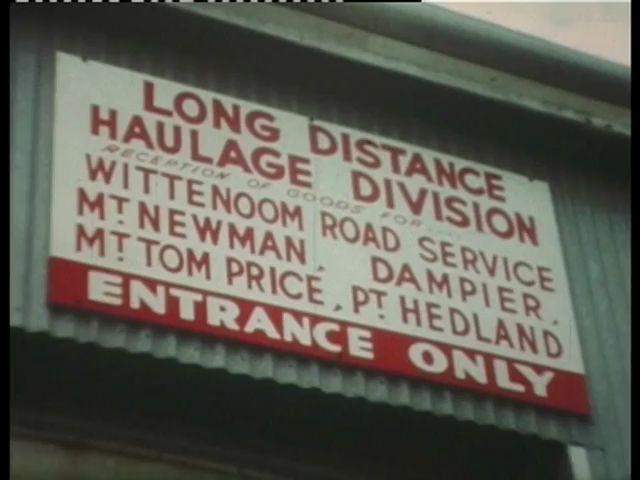 LONG DISTANCE
HAULAGE DIVISION
RECEPTION OF GOODS FOR
WITTENOOM ROAD SERVICE
MT NEWMAN, DAMPIER,
MT TOM PRICE, PT HEDLAND
ENTRANCE ONLY